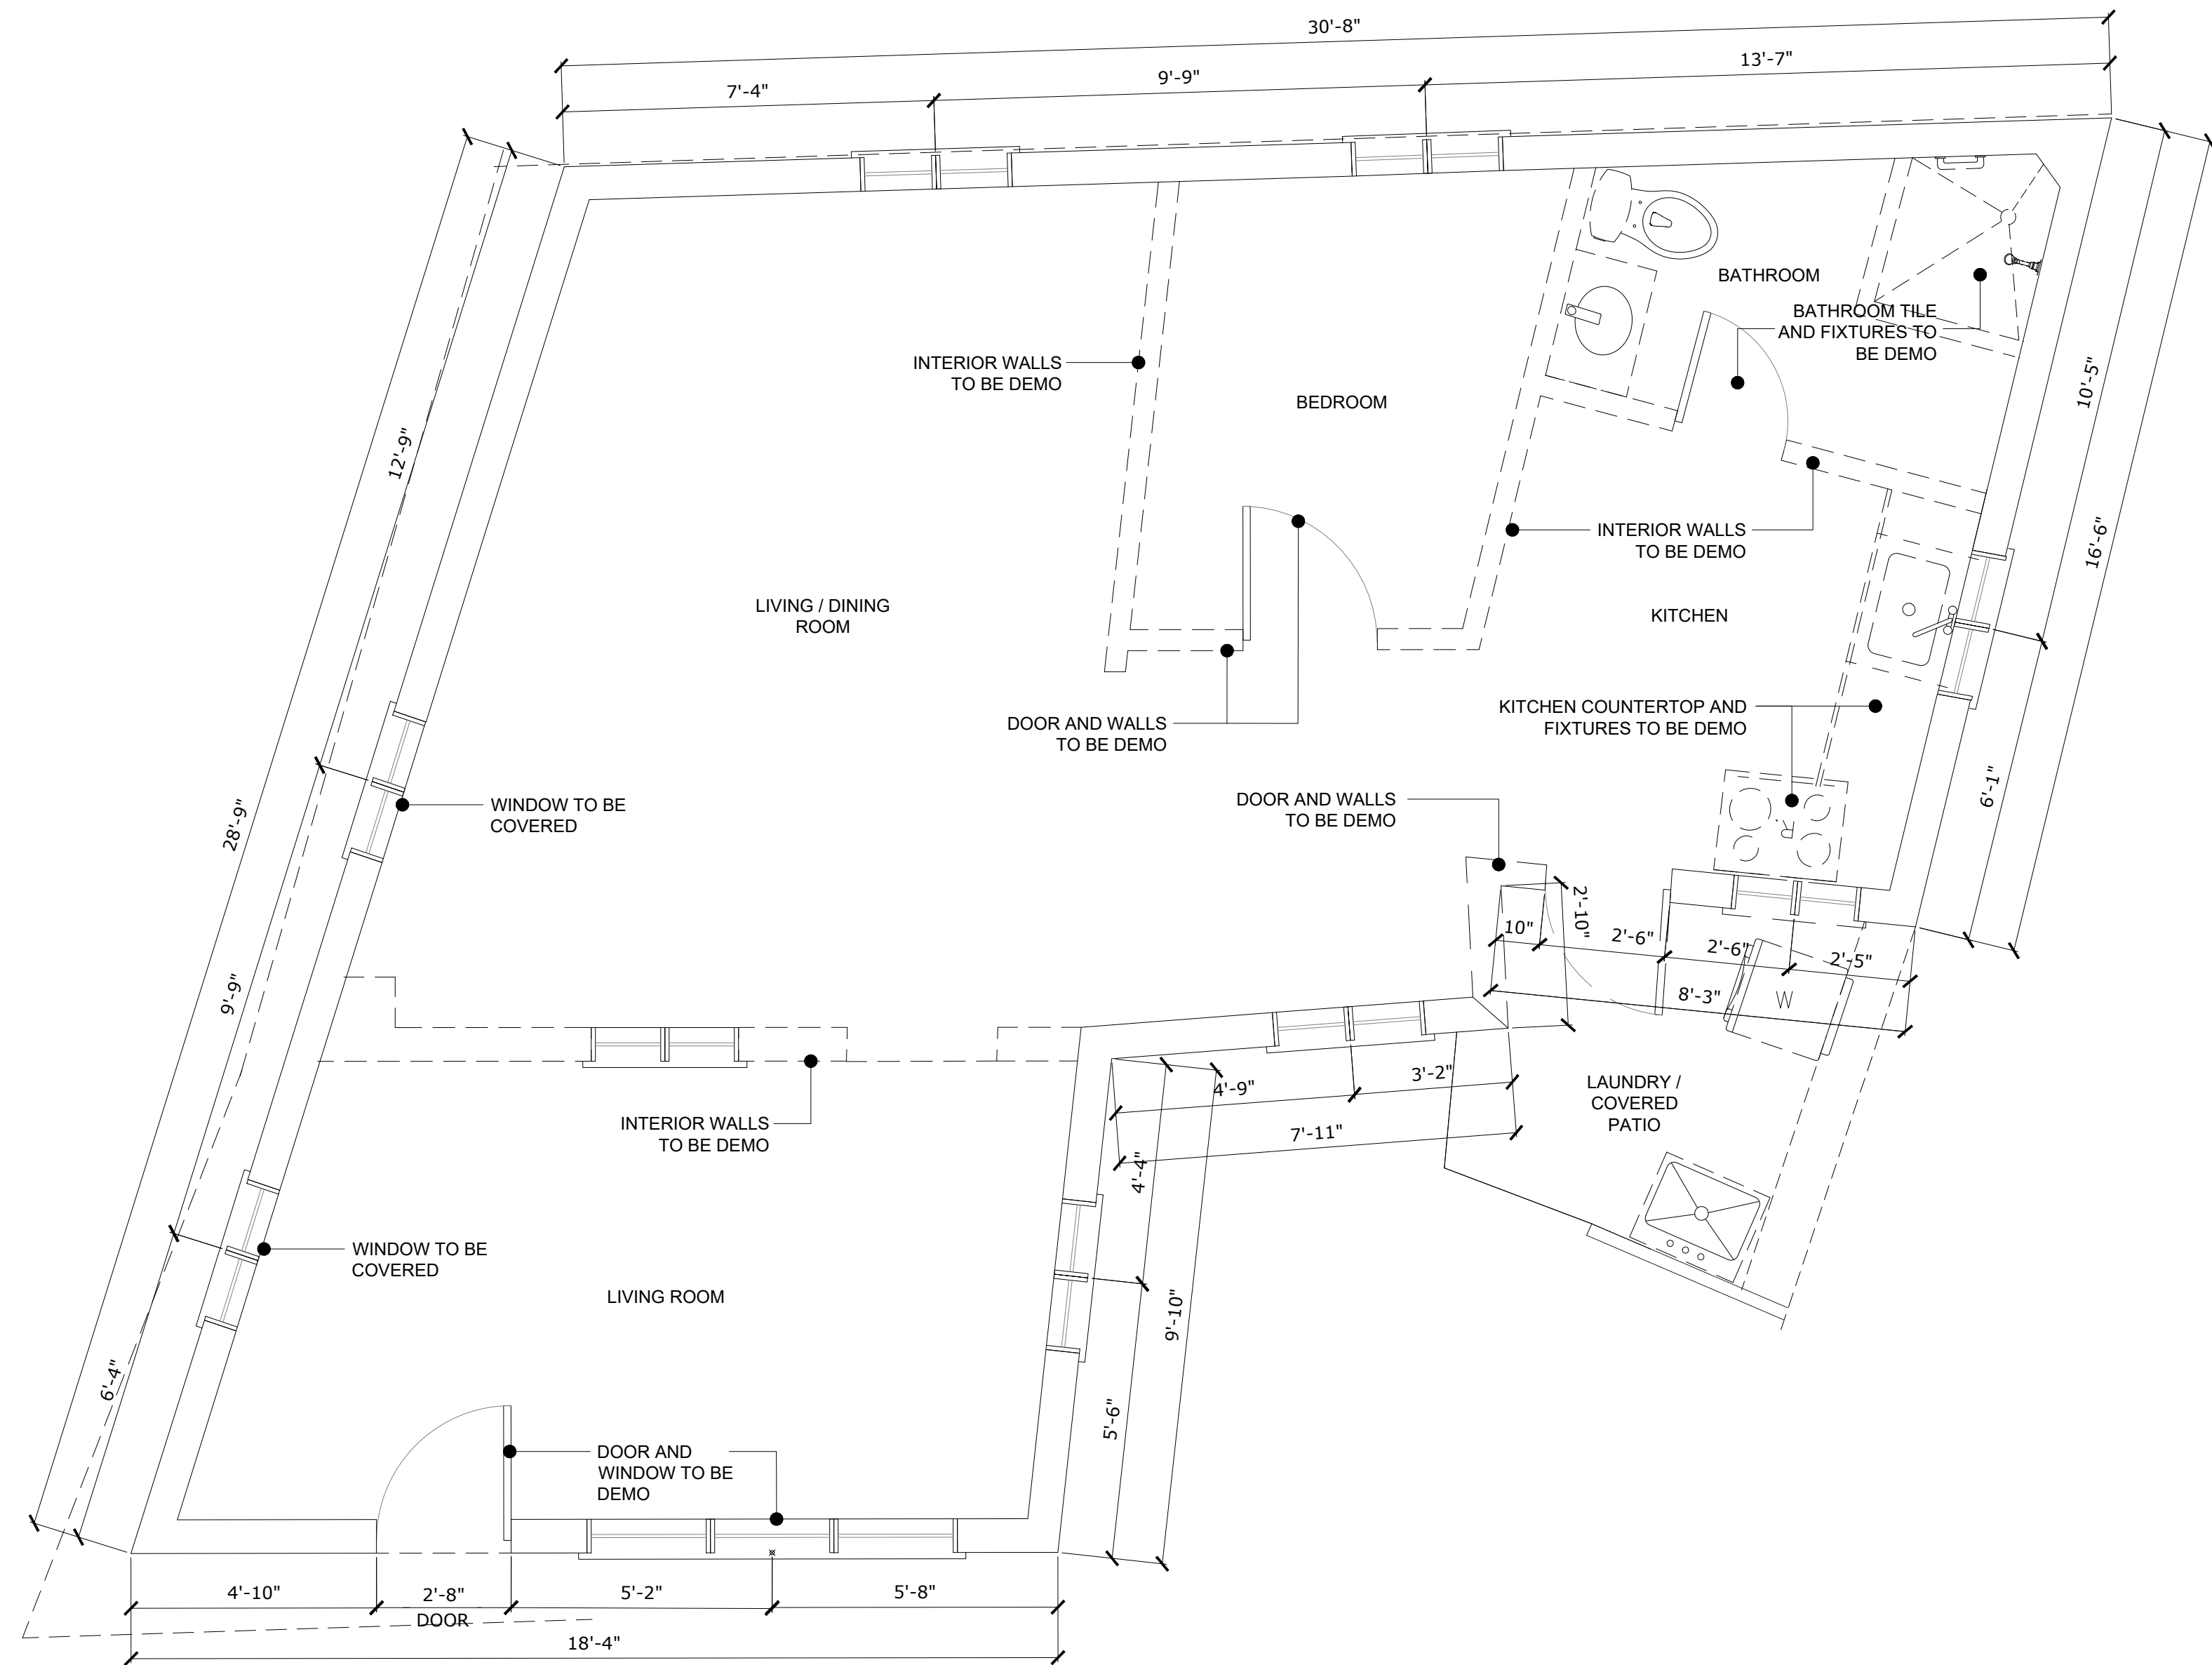 30'-8"
7'-4"
9'-9"
13'-7"
BATHROOM
BATHROOM TILE
AND FIXTURES TO
BE DEMO
INTERIOR WALLS
TO BE DEMO
BEDROOM
10'-5"
12'-9"
INTERIOR WALLS
TO BE DEMO
16'-6"
LIVING / DINING
ROOM
KITCHEN
DOOR AND WALLS
TO BE DEMO
KITCHEN COUNTERTOP AND
FIXTURES TO BE DEMO
28'-9"
WINDOW TO BE
COVERED
DOOR AND WALLS
TO BE DEMO
6'-1"
2'-10"
10"
2'-6"
2'-6"
2'-5"
9'-9"
8'-3"
W
4'-9"
3'-2"
LAUNDRY /
COVERED
PATIO
INTERIOR WALLS
TO BE DEMO
7'-11"
4'-4"
WINDOW TO BE
COVERED
LIVING ROOM
9'-10"
6'-4"
5'-6"
DOOR AND
WINDOW TO BE
DEMO
4'-10"
2'-8"
DOOR
5'-2"
5'-8"
18'-4"